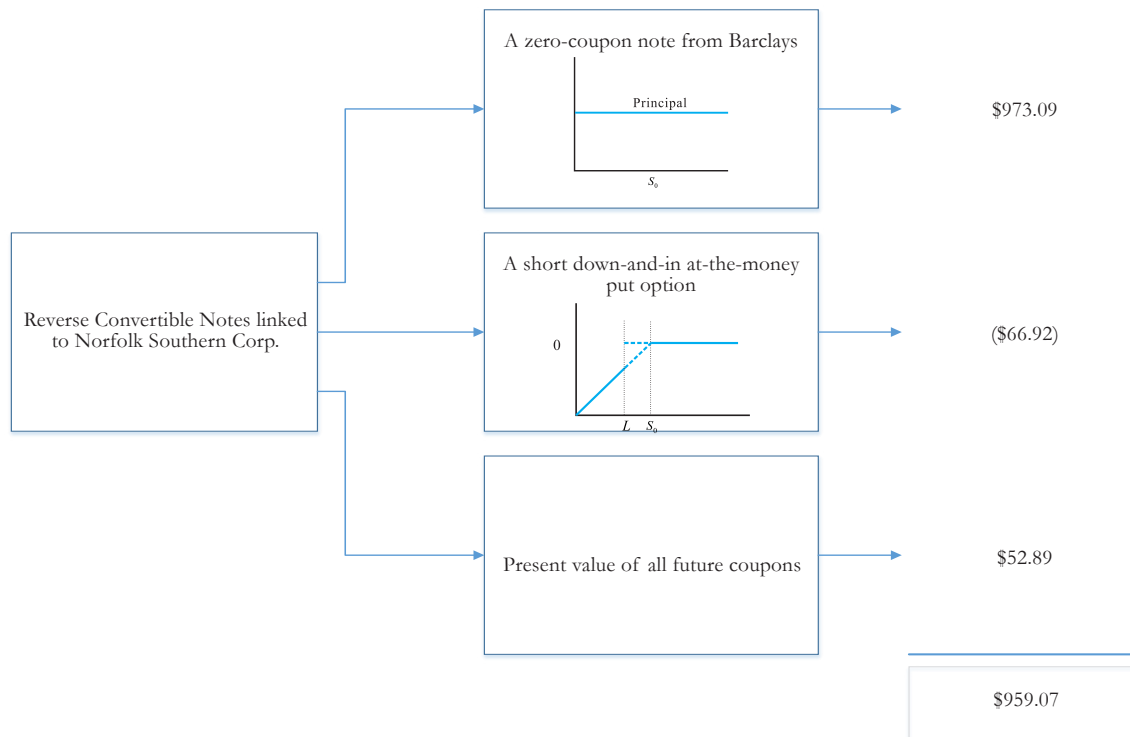 A zero-coupon note from Barclays
Principal
S₀
$973.09
Reverse Convertible Notes linked
to Norfolk Southern Corp.
A short down-and-in at-the-money
put option
0
L S₀
($66.92)
Present value of all future coupons
$52.89
$959.07